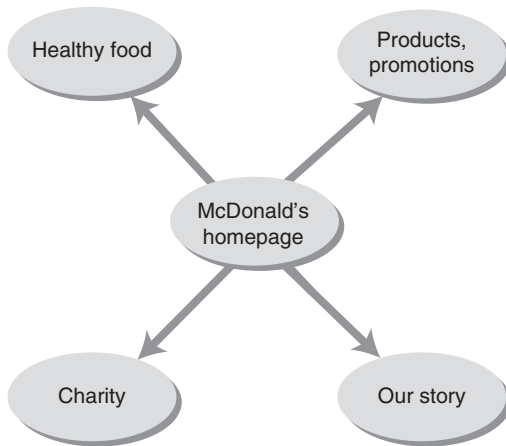 Healthy food
Products,
promotions
McDonald's
homepage
Charity
Our story